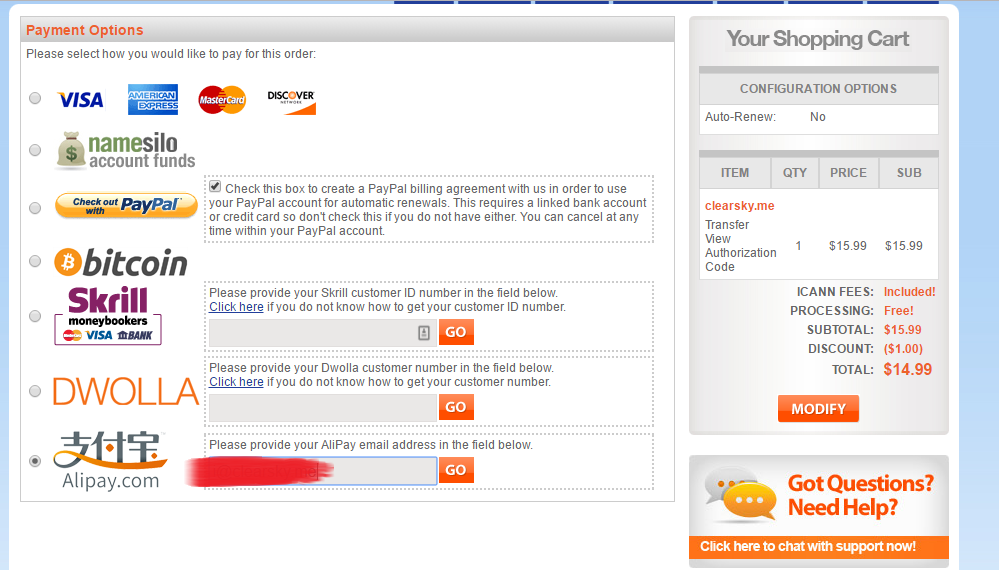 Payment Options
Please select how you would like to pay for this order:
VISA
AMERICAN EXPRESS
MasterCard
DISCOVER
NETWORK
$
namesilo
account funds
Check out
with PayPal
Check this box to create a PayPal billing agreement with us in order to use
your PayPal account for automatic renewals. This requires a linked bank account
or credit card so don't check this if you do not have either. You can cancel at any
time within your PayPal account.
bitcoin
Skrill
moneybookers
MasterCard VISA BANK
Please provide your Skrill customer ID number in the field below.
Click here if you do not know how to get your customer ID number.
GO
DWOLLA
Please provide your Dwolla customer number in the field below.
Click here if you do not know how to get your customer number.
GO
支付宝
Alipay.com
Please provide your AliPay email address in the field below.
GO
Your Shopping Cart
CONFIGURATION OPTIONS
Auto-Renew: No
ITEM QTY PRICE SUB
clearsky.me
Transfer
View
Authorization
Code
1 $15.99 $15.99
ICANN FEES: Included!
PROCESSING: Free!
SUBTOTAL: $15.99
DISCOUNT: ($1.00)
TOTAL: $14.99
MODIFY
Got Questions?
Need Help?
Click here to chat with support now!